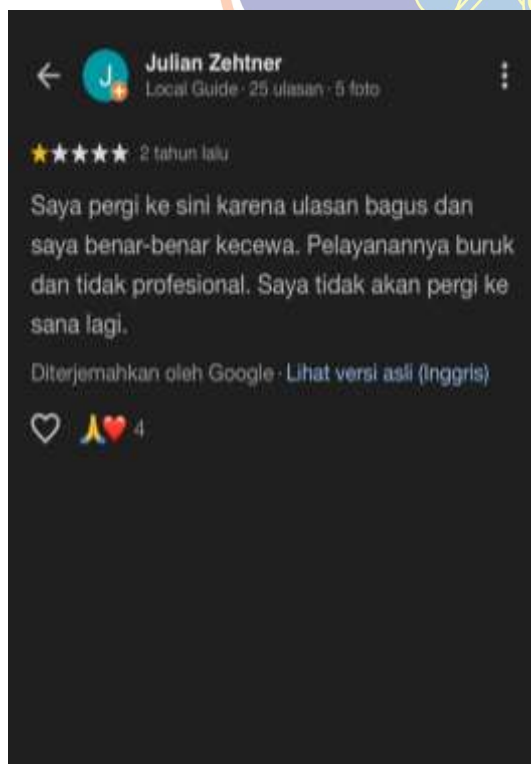 J
Julian Zehtner
Local Guide · 25 ulasan · 5 foto
2 tahun lalu
Saya pergi ke sini karena ulasan bagus dan
saya benar-benar kecewa. Pelayanannya buruk
dan tidak profesional. Saya tidak akan pergi ke
sana lagi.
Diterjemahkan oleh Google · Lihat versi asli (Inggris)
4